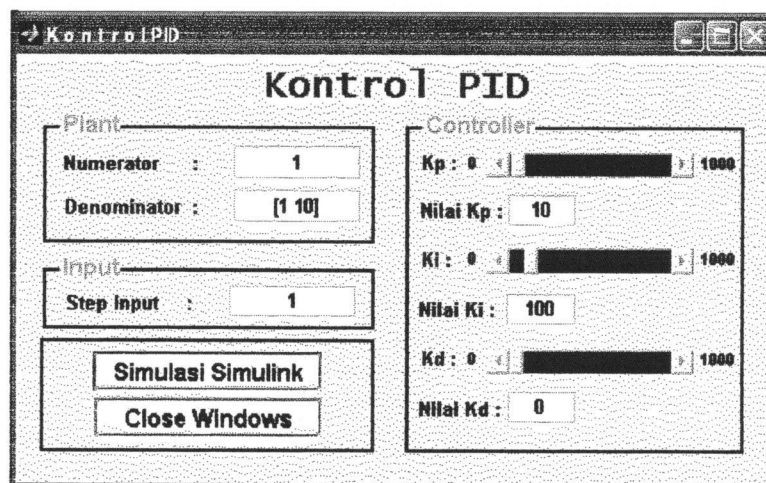 KontrolPID
Kontrol PID
Plant
Numerator : 1
Denominator : [1 10]
Input
Step Input : 1
Simulasi Simulink
Close Windows
Controller
Kp : 0 1000
Nilai Kp : 10
Ki : 0 1000
Nilai Ki : 100
Kd : 0 1000
Nilai Kd : 0